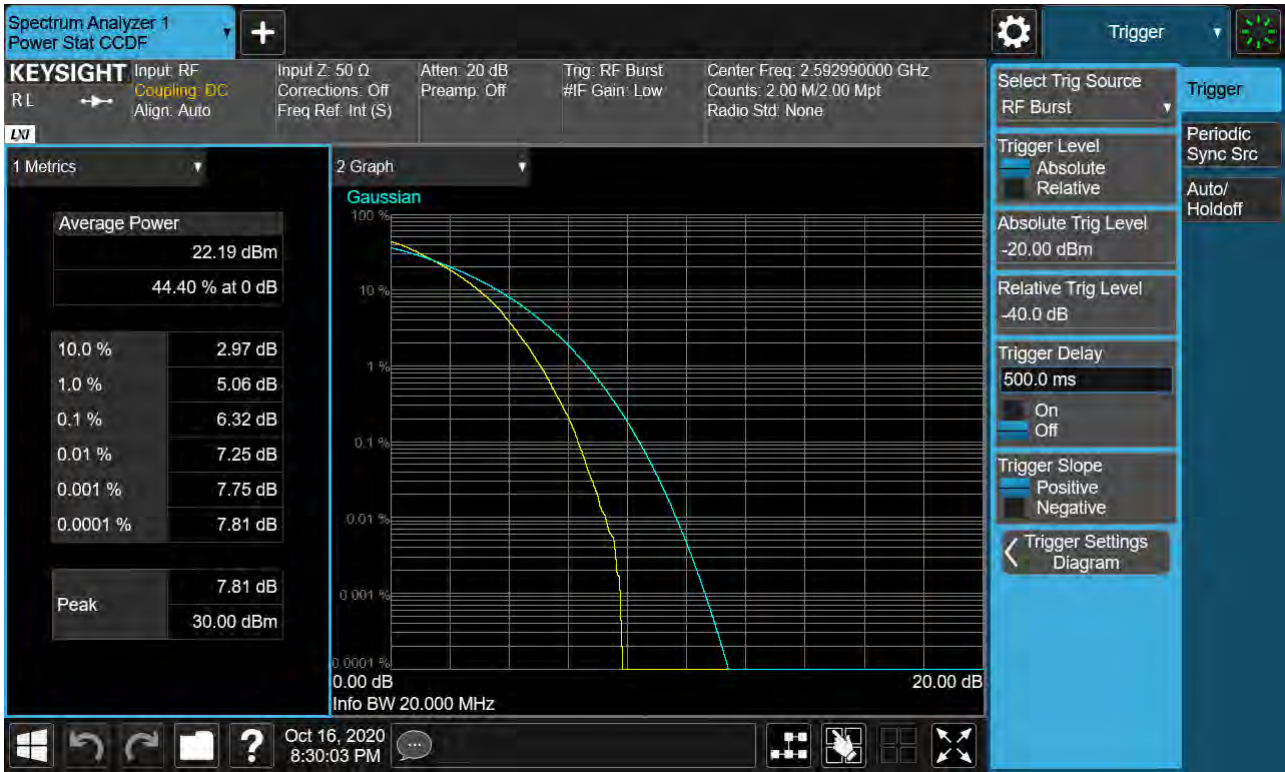 Spectrum Analyzer 1
Power Stat CCDF
+
Trigger
KEYSIGHT
RL
LXI
Input: RF
Coupling: DC
Align: Auto
Input Z: 50 Ω
Corrections: Off
Freq Ref: Int (S)
Atten: 20 dB
Preamp: Off
Trig: RF Burst
#IF Gain: Low
Center Freq: 2.592990000 GHz
Counts: 2.00 M/2.00 Mpt
Radio Std: None
1 Metrics
Average Power
22.19 dBm
44.40 % at 0 dB
10.0 % 2.97 dB
1.0 % 5.06 dB
0.1 % 6.32 dB
0.01 % 7.25 dB
0.001 % 7.75 dB
0.0001 % 7.81 dB
Peak
7.81 dB
30.00 dBm
2 Graph
Gaussian
100 %
10 %
1 %
0.1 %
0.01 %
0.001 %
0.0001 %
0.00 dB
20.00 dB
Info BW 20.000 MHz
Select Trig Source
RF Burst
Trigger Level
Absolute
Relative
Absolute Trig Level
-20.00 dBm
Relative Trig Level
-40.0 dB
Trigger Delay
500.0 ms
On
Off
Trigger Slope
Positive
Negative
Trigger Settings
Diagram
Trigger
Periodic
Sync Src
Auto/
Holdoff
?
Oct 16, 2020
8:30:03 PM